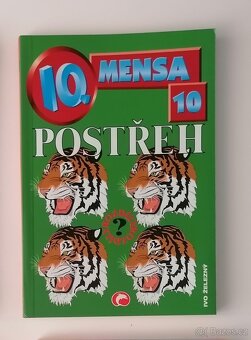 10. MENSA
10
POSTŘEH
?
IVO ŽELEZNÝ